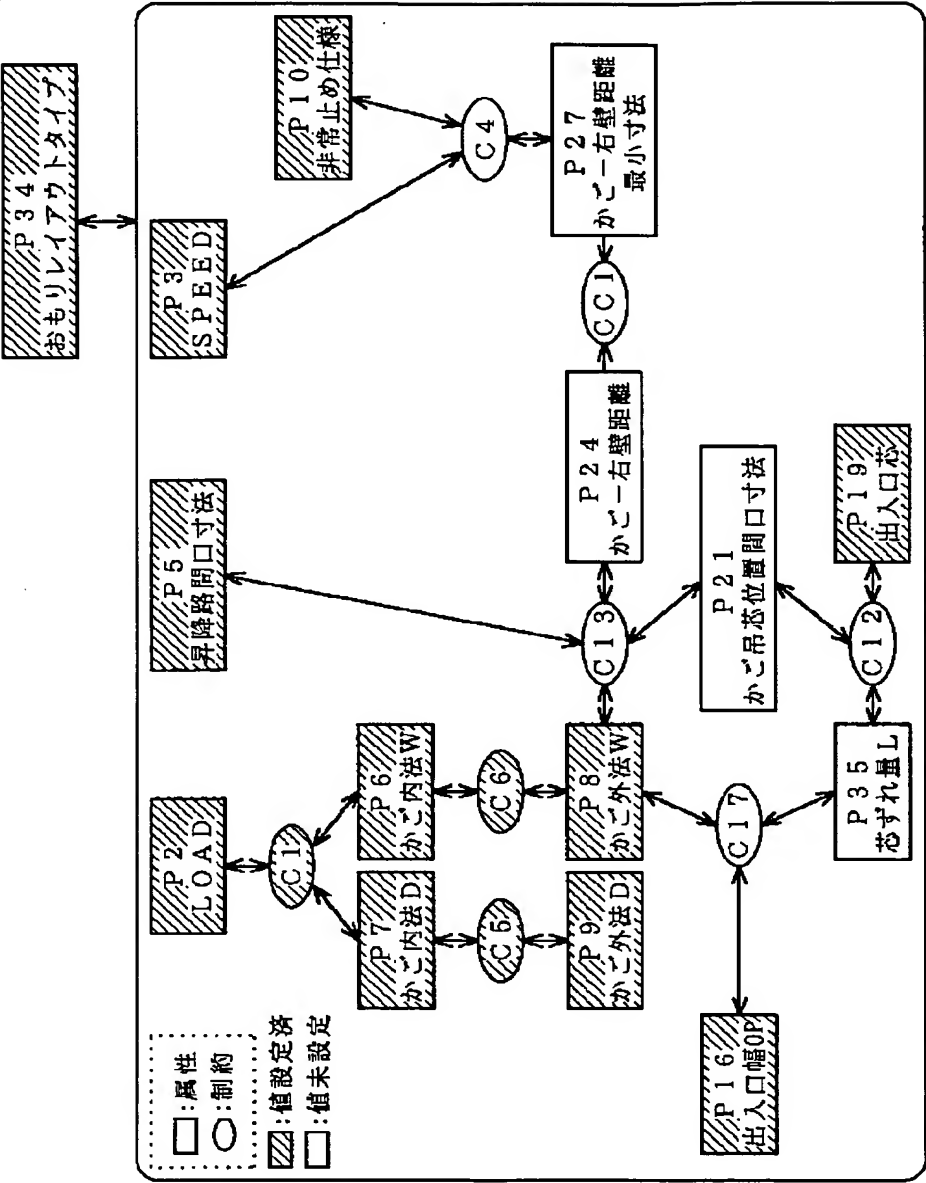 P34
おもりレイアウトタイプ
□:属性
○:制約
:値設定済
:値未設定
P2
LOAD
P5
昇降路間口寸法
P3
SPEED
P10
非常止め仕様
C1
C4
P7
かご内法D
P6
かご内法W
C5
C6
P9
かご外法D
P8
かご外法W
C13
P24
かご－右壁距離
CC1
P27
かご－右壁距離
最小寸法
P16
出入口幅OP
C17
P21
かご吊芯位置間口寸法
P35
芯ずれ量L
C12
P19
出入口芯